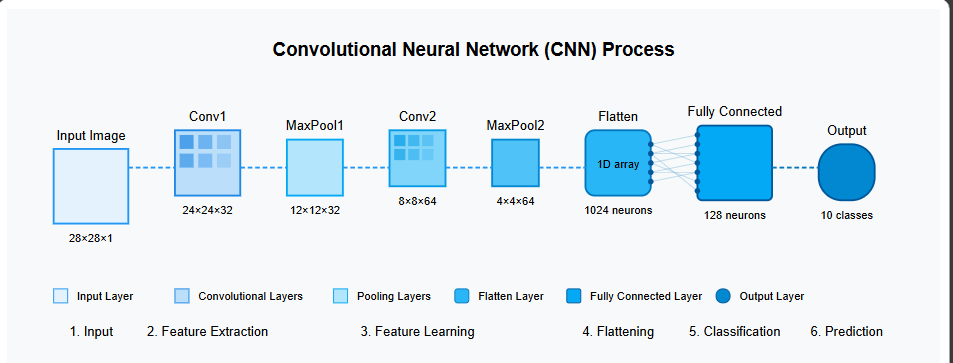 Convolutional Neural Network (CNN) Process
Input Image
Conv1
MaxPool1
Conv2
MaxPool2
Flatten
Fully Connected
Output
1D array
28×28×1
24×24×32
12×12×32
8×8×64
4×4×64
1024 neurons
128 neurons
10 classes
Input Layer
Convolutional Layers
Pooling Layers
Flatten Layer
Fully Connected Layer
Output Layer
1. Input
2. Feature Extraction
3. Feature Learning
4. Flattening
5. Classification
6. Prediction